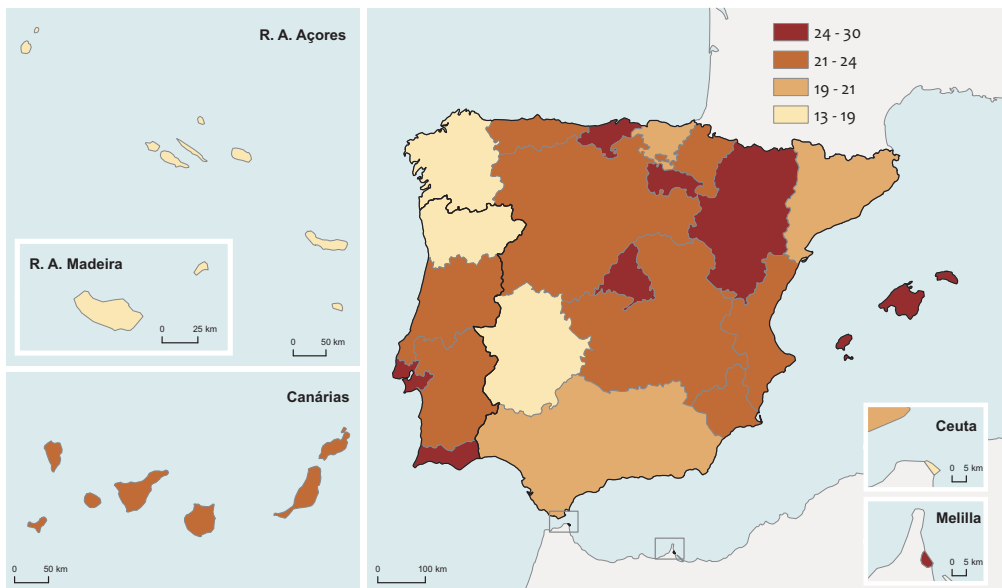 R. A. Açores
R. A. Madeira
0 25 km
0 50 km
Canárias
0 50 km
24 - 30
21 - 24
19 - 21
13 - 19
0 100 km
Ceuta
0 5 km
Melilla
0 5 km